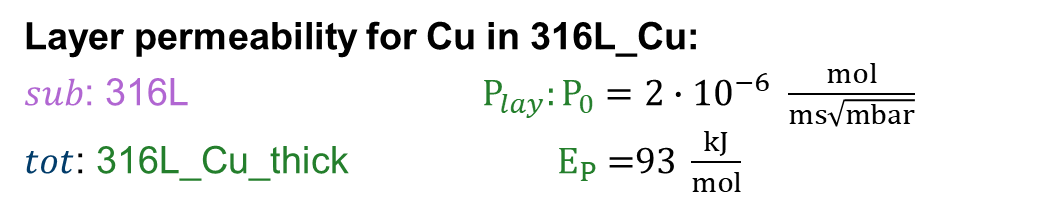 Layer permeability for Cu in 316L_Cu:
sub: 316L P_lay: P_0 = 2 · 10^−6 mol / ms√mbar
tot: 316L_Cu_thick E_P =93 kJ / mol